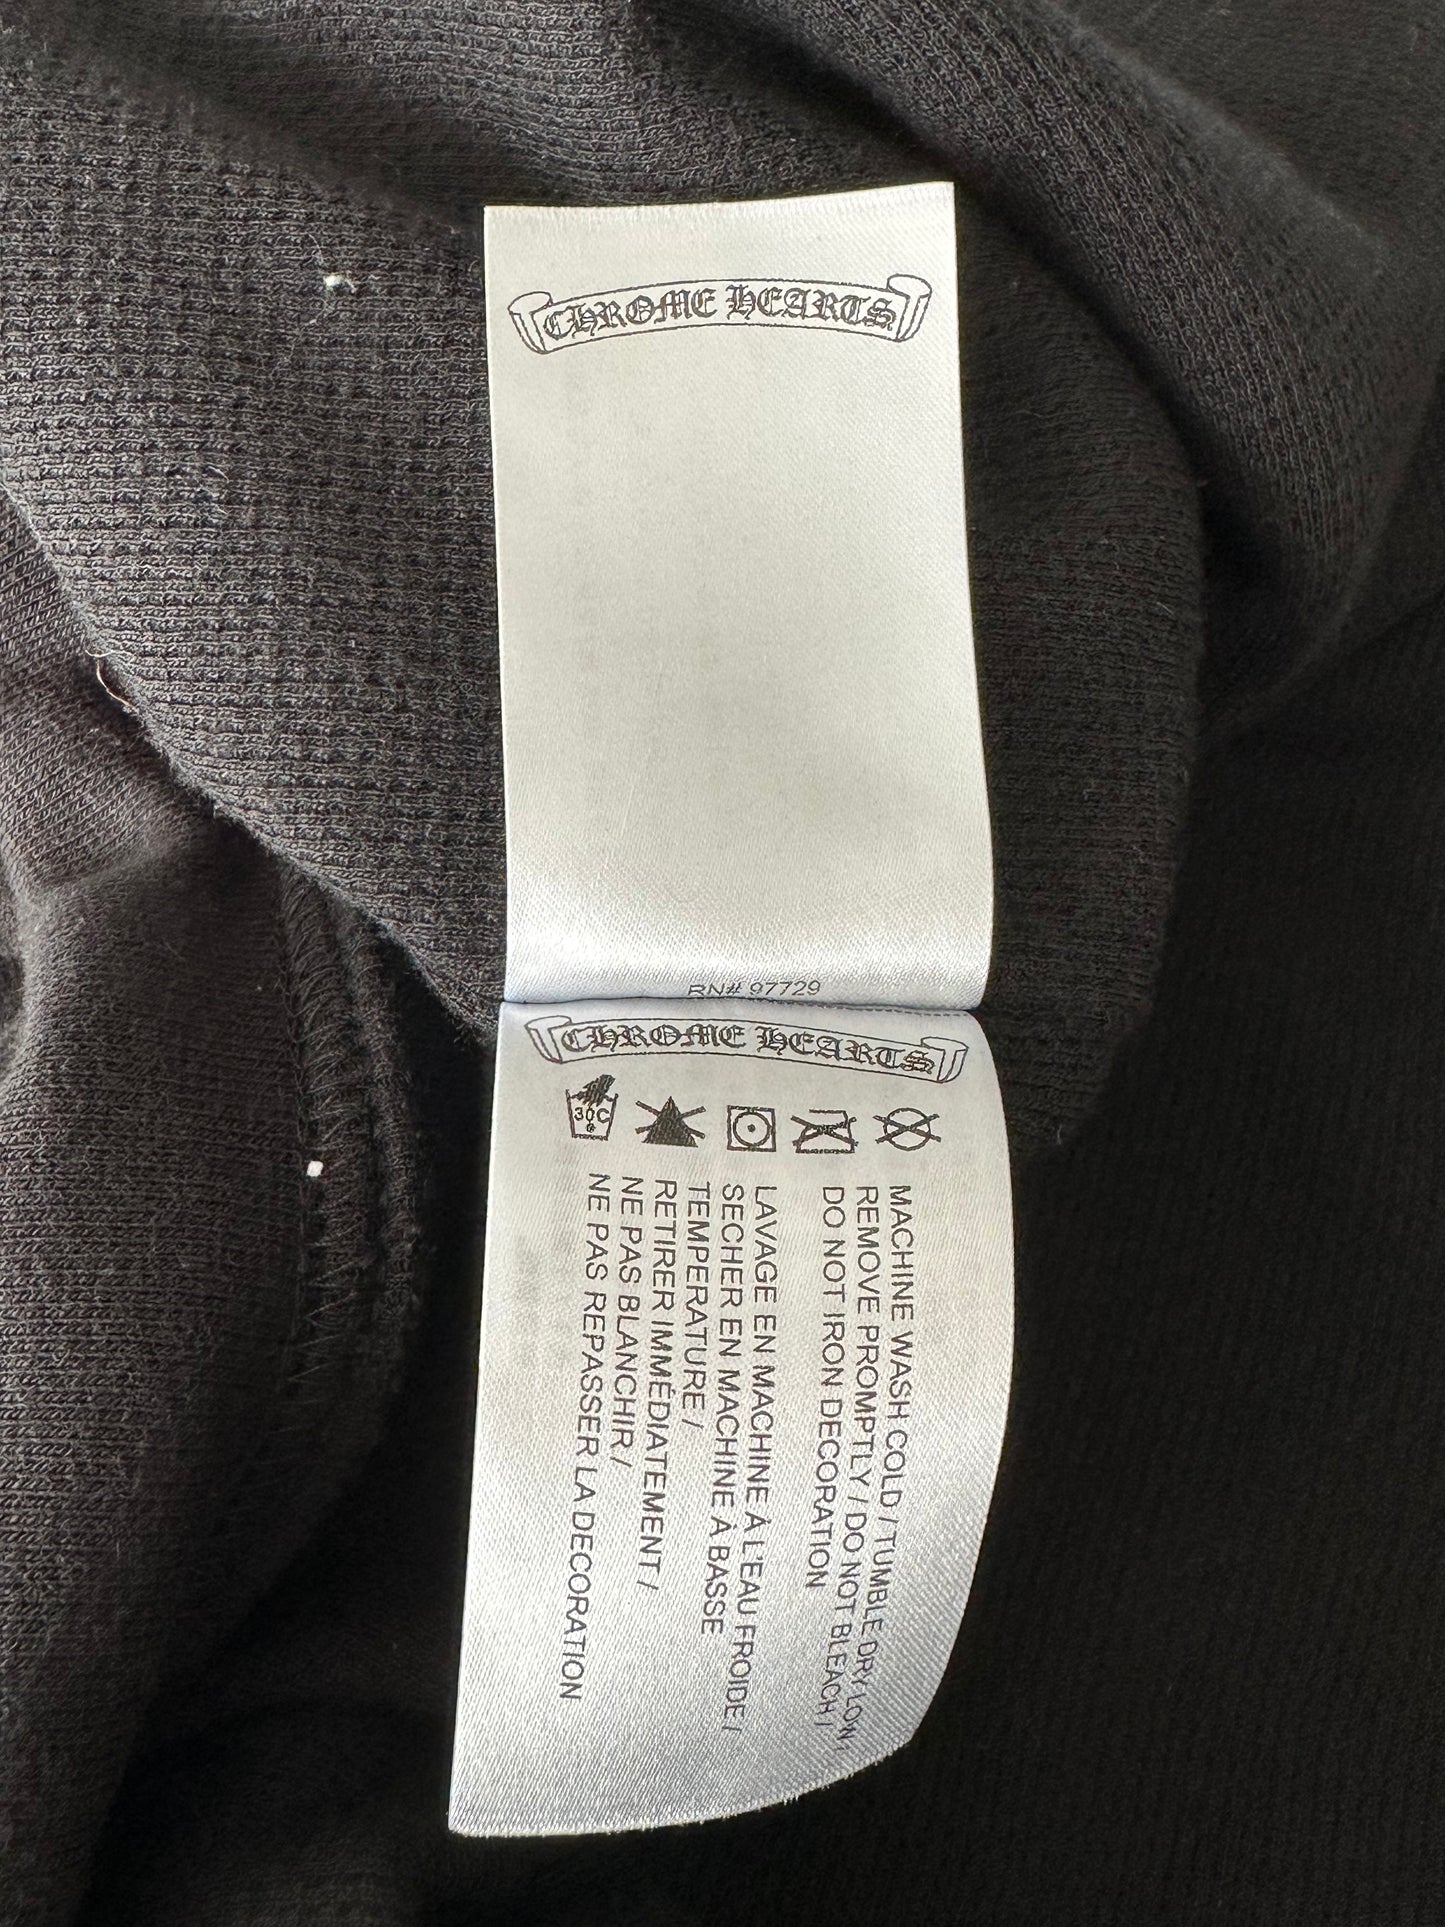 CHROME HEARTS
RN# 97729
CHROME HEARTS
30C
MACHINE WASH COLD / TUMBLE DRY LOW /
REMOVE PROMPTLY / DO NOT BLEACH /
DO NOT IRON DECORATION
LAVAGE EN MACHINE À L'EAU FROIDE /
SECHER EN MACHINE À BASSE
TEMPERATURE /
RETIRER IMMÉDIATEMENT /
NE PAS BLANCHIR /
NE PAS REPASSER LA DECORATION